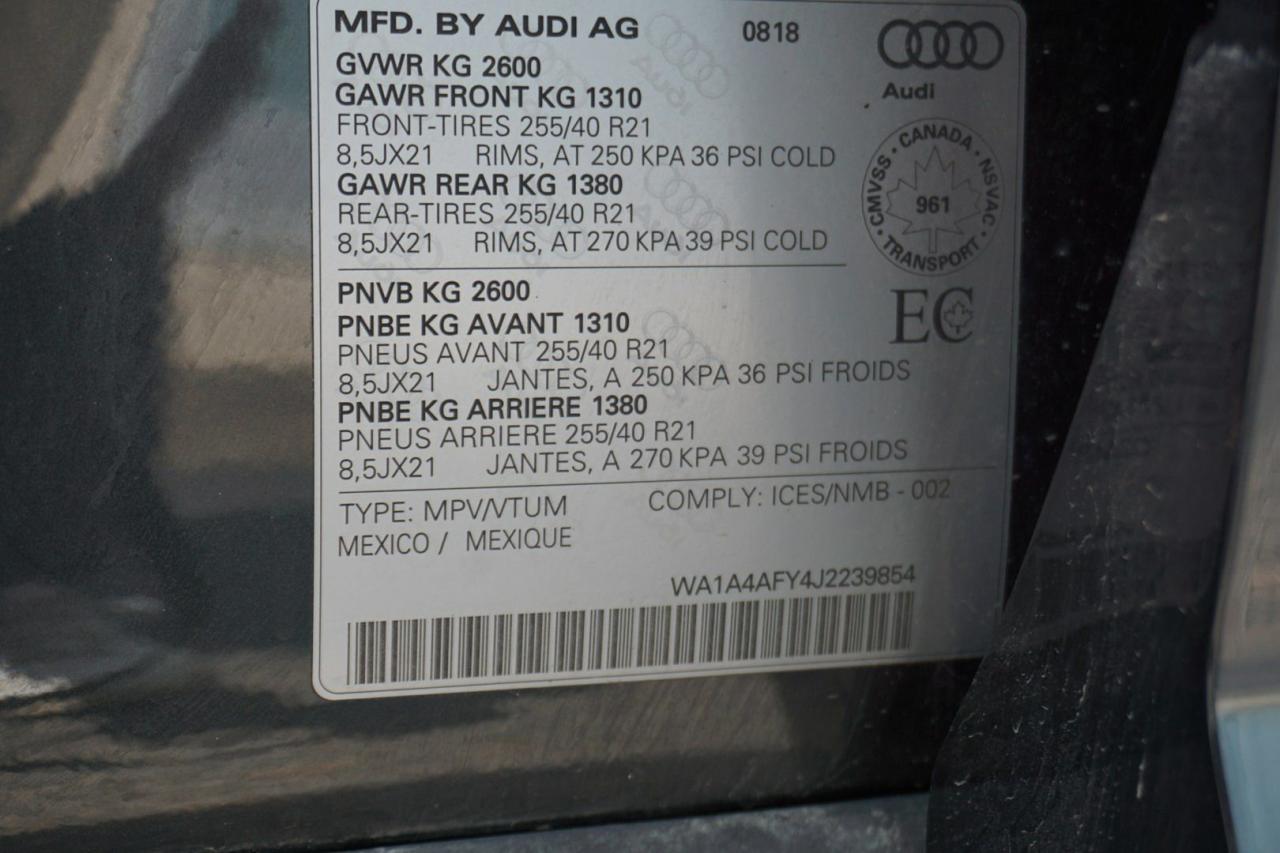 MFD. BY AUDI AG 0818
Audi
GVWR KG 2600
GAWR FRONT KG 1310
FRONT-TIRES 255/40 R21
8,5JX21 RIMS, AT 250 KPA 36 PSI COLD
GAWR REAR KG 1380
REAR-TIRES 255/40 R21
8,5JX21 RIMS, AT 270 KPA 39 PSI COLD
CMVSS • CANADA • NSVAC • TRANSPORT •
961
EC
PNVB KG 2600
PNBE KG AVANT 1310
PNEUS AVANT 255/40 R21
8,5JX21 JANTES, A 250 KPA 36 PSI FROIDS
PNBE KG ARRIERE 1380
PNEUS ARRIERE 255/40 R21
8,5JX21 JANTES, A 270 KPA 39 PSI FROIDS
TYPE: MPV/VTUM COMPLY: ICES/NMB - 002
MEXICO / MEXIQUE
WA1A4AFY4J2239854